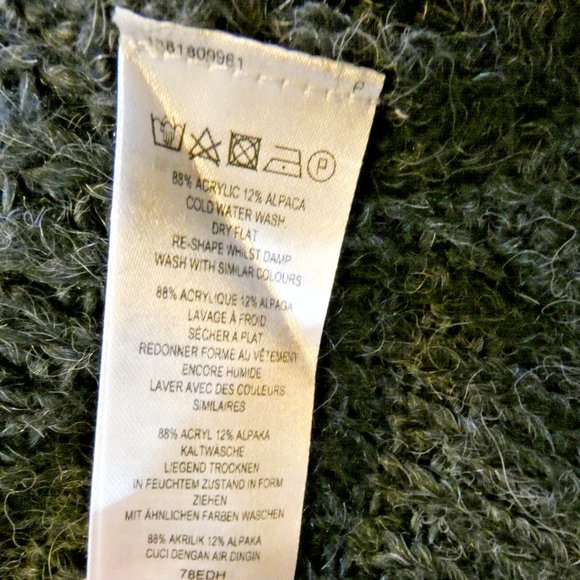 61800961
P
P
88% ACRYLIC 12% ALPACA
COLD WATER WASH
DRY FLAT
RE-SHAPE WHILST DAMP
WASH WITH SIMILAR COLOURS
88% ACRYLIQUE 12% ALPAGA
LAVAGE À FROID
SÉCHER A PLAT
REDONNER FORME AU VÊTEMENT
ENCORE HUMIDE
LAVER AVEC DES COULEURS
SIMILAIRES
88% ACRYL 12% ALPAKA
KALTWÄSCHE
LIEGEND TROCKNEN
IN FEUCHTEM ZUSTAND IN FORM
ZIEHEN
MIT ÄHNLICHEN FARBEN WASCHEN
88% AKRILIK 12% ALPAKA
CUCI DENGAN AIR DINGIN
78EDH